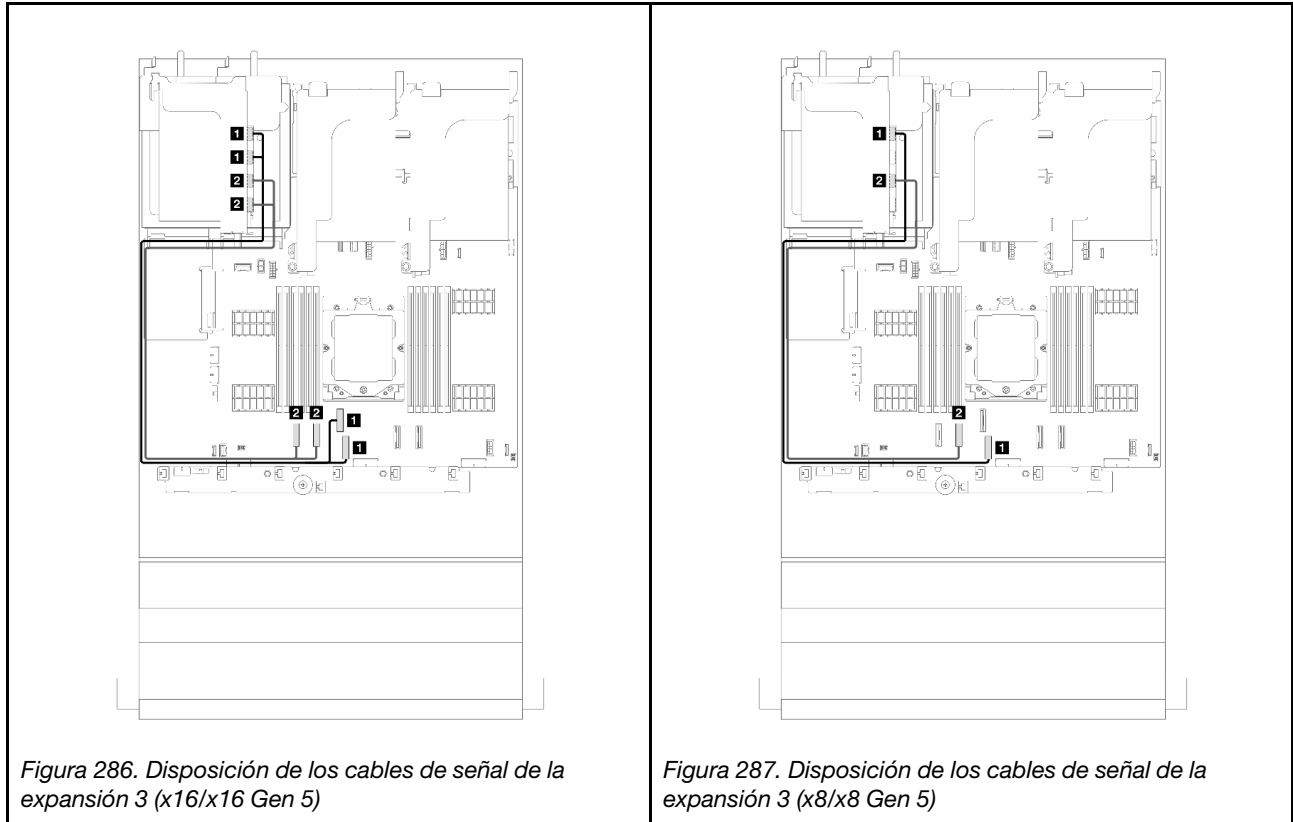 1
1
2
2
2 2
1
1
Figura 286. Disposición de los cables de señal de la
expansión 3 (x16/x16 Gen 5)
1
2
2
1
Figura 287. Disposición de los cables de señal de la
expansión 3 (x8/x8 Gen 5)